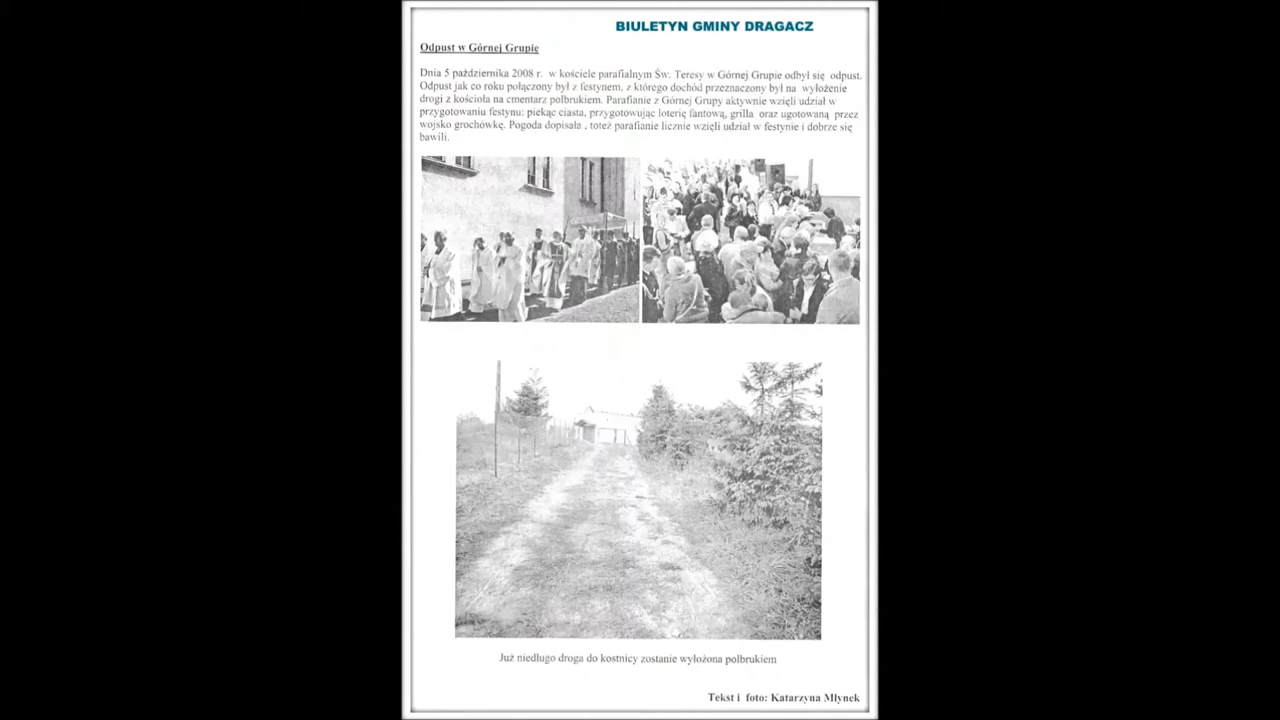 BIULETYN GMINY DRAGACZ
Odpust w Górnej Grupie
Dnia 5 października 2008 r. w kościele parafialnym Św. Teresy w Górnej Grupie odbył się odpust.
Odpust jak co roku połączony był z festynem, z którego dochód przeznaczony był na wyłożenie
drogi z kościoła na cmentarz polbrukiem. Parafianie z Górnej Grupy aktywnie wzięli udział w
przygotowaniu festynu: piekąc ciasta, przygotowując loterię fantową, grilla oraz ugotowaną przez
wojsko grochówkę. Pogoda dopisała , toteż parafianie licznie wzięli udział w festynie i dobrze się
bawili.
Już niedługo droga do kostnicy zostanie wyłożona polbrukiem
Tekst i foto: Katarzyna Młynek